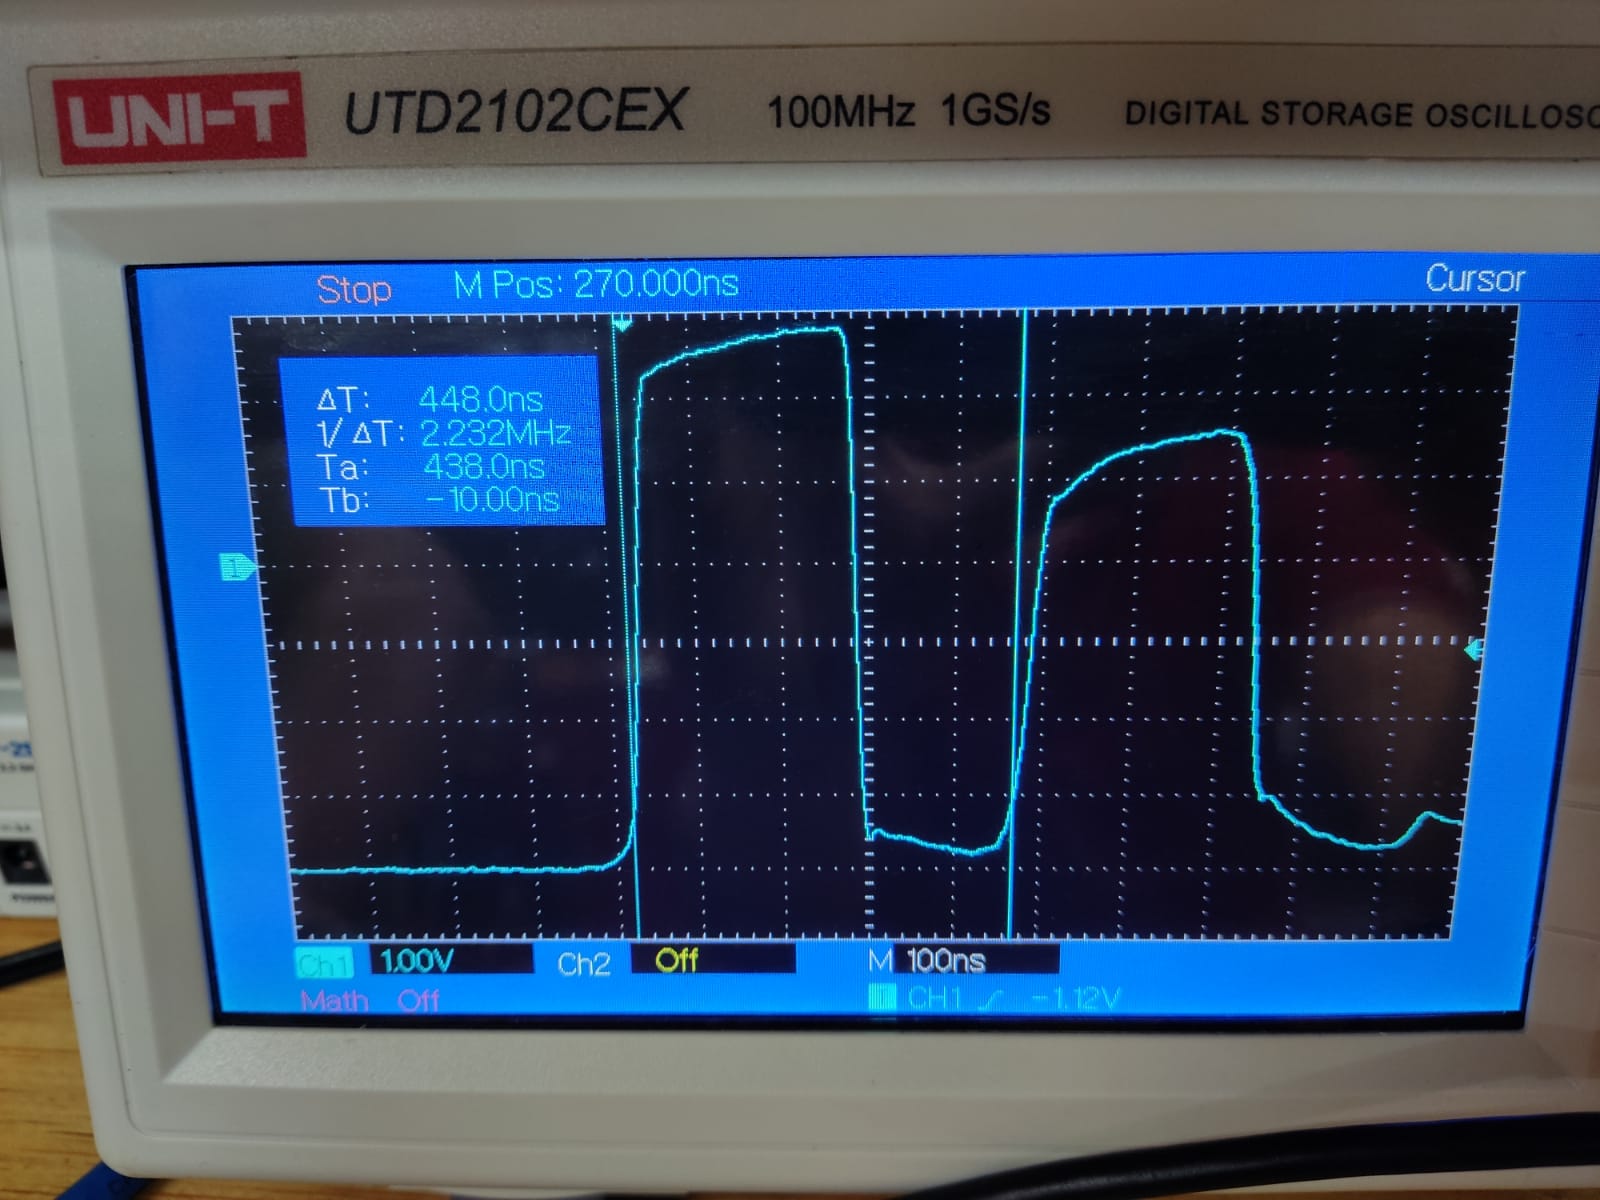 UNI-T UTD2102CEX 100MHz 1GS/s DIGITAL STORAGE
Stop M Pos: 270.000ns Cursor
ΔT: 448.0ns
1/ΔT: 2.232MHz
Ta: 438.0ns
Tb: -10.00ns
Ch1 1.00V Ch2 Off M 100ns
Math Off CH1 -1.12V